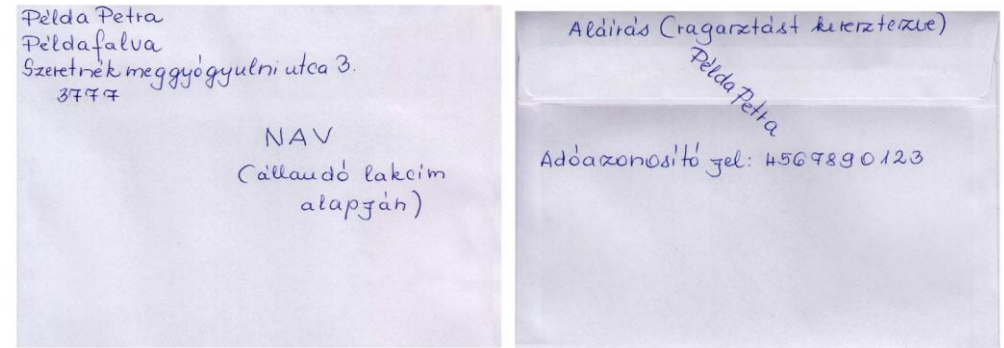 Példa Petra
Példafalva
Szeretnék meggyógyulni utca 3.
3777
NAV
(állandó lakcím
alapján)
Aláírás (ragasztást keresztezve)
Példa Petra
Adóazonosító jel: 4567890123